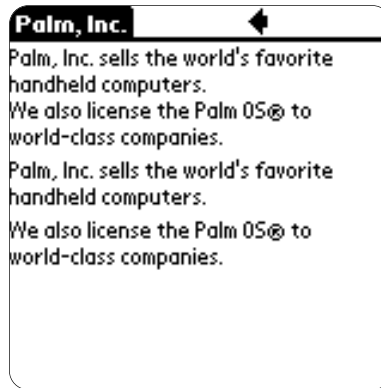 Palm, Inc.
Palm, Inc. sells the world's favorite
handheld computers.
We also license the Palm OS® to
world-class companies.
Palm, Inc. sells the world's favorite
handheld computers.
We also license the Palm OS® to
world-class companies.